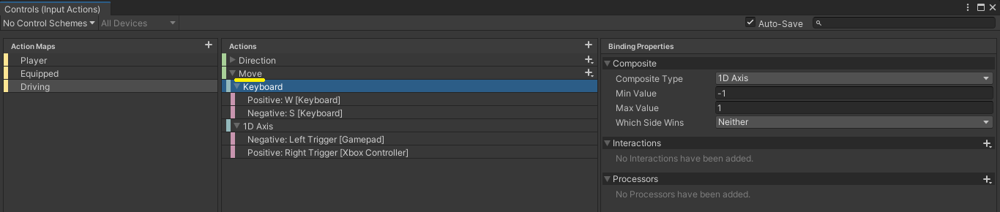 Controls (Input Actions)
No Control Schemes All Devices Auto-Save
Action Maps
Player
Equipped
Driving
Actions
Direction
Move
Keyboard
Positive: W [Keyboard]
Negative: S [Keyboard]
1D Axis
Negative: Left Trigger [Gamepad]
Positive: Right Trigger [Xbox Controller]
Binding Properties
Composite
Composite Type 1D Axis
Min Value -1
Max Value 1
Which Side Wins Neither
Interactions
No Interactions have been added.
Processors
No Processors have been added.